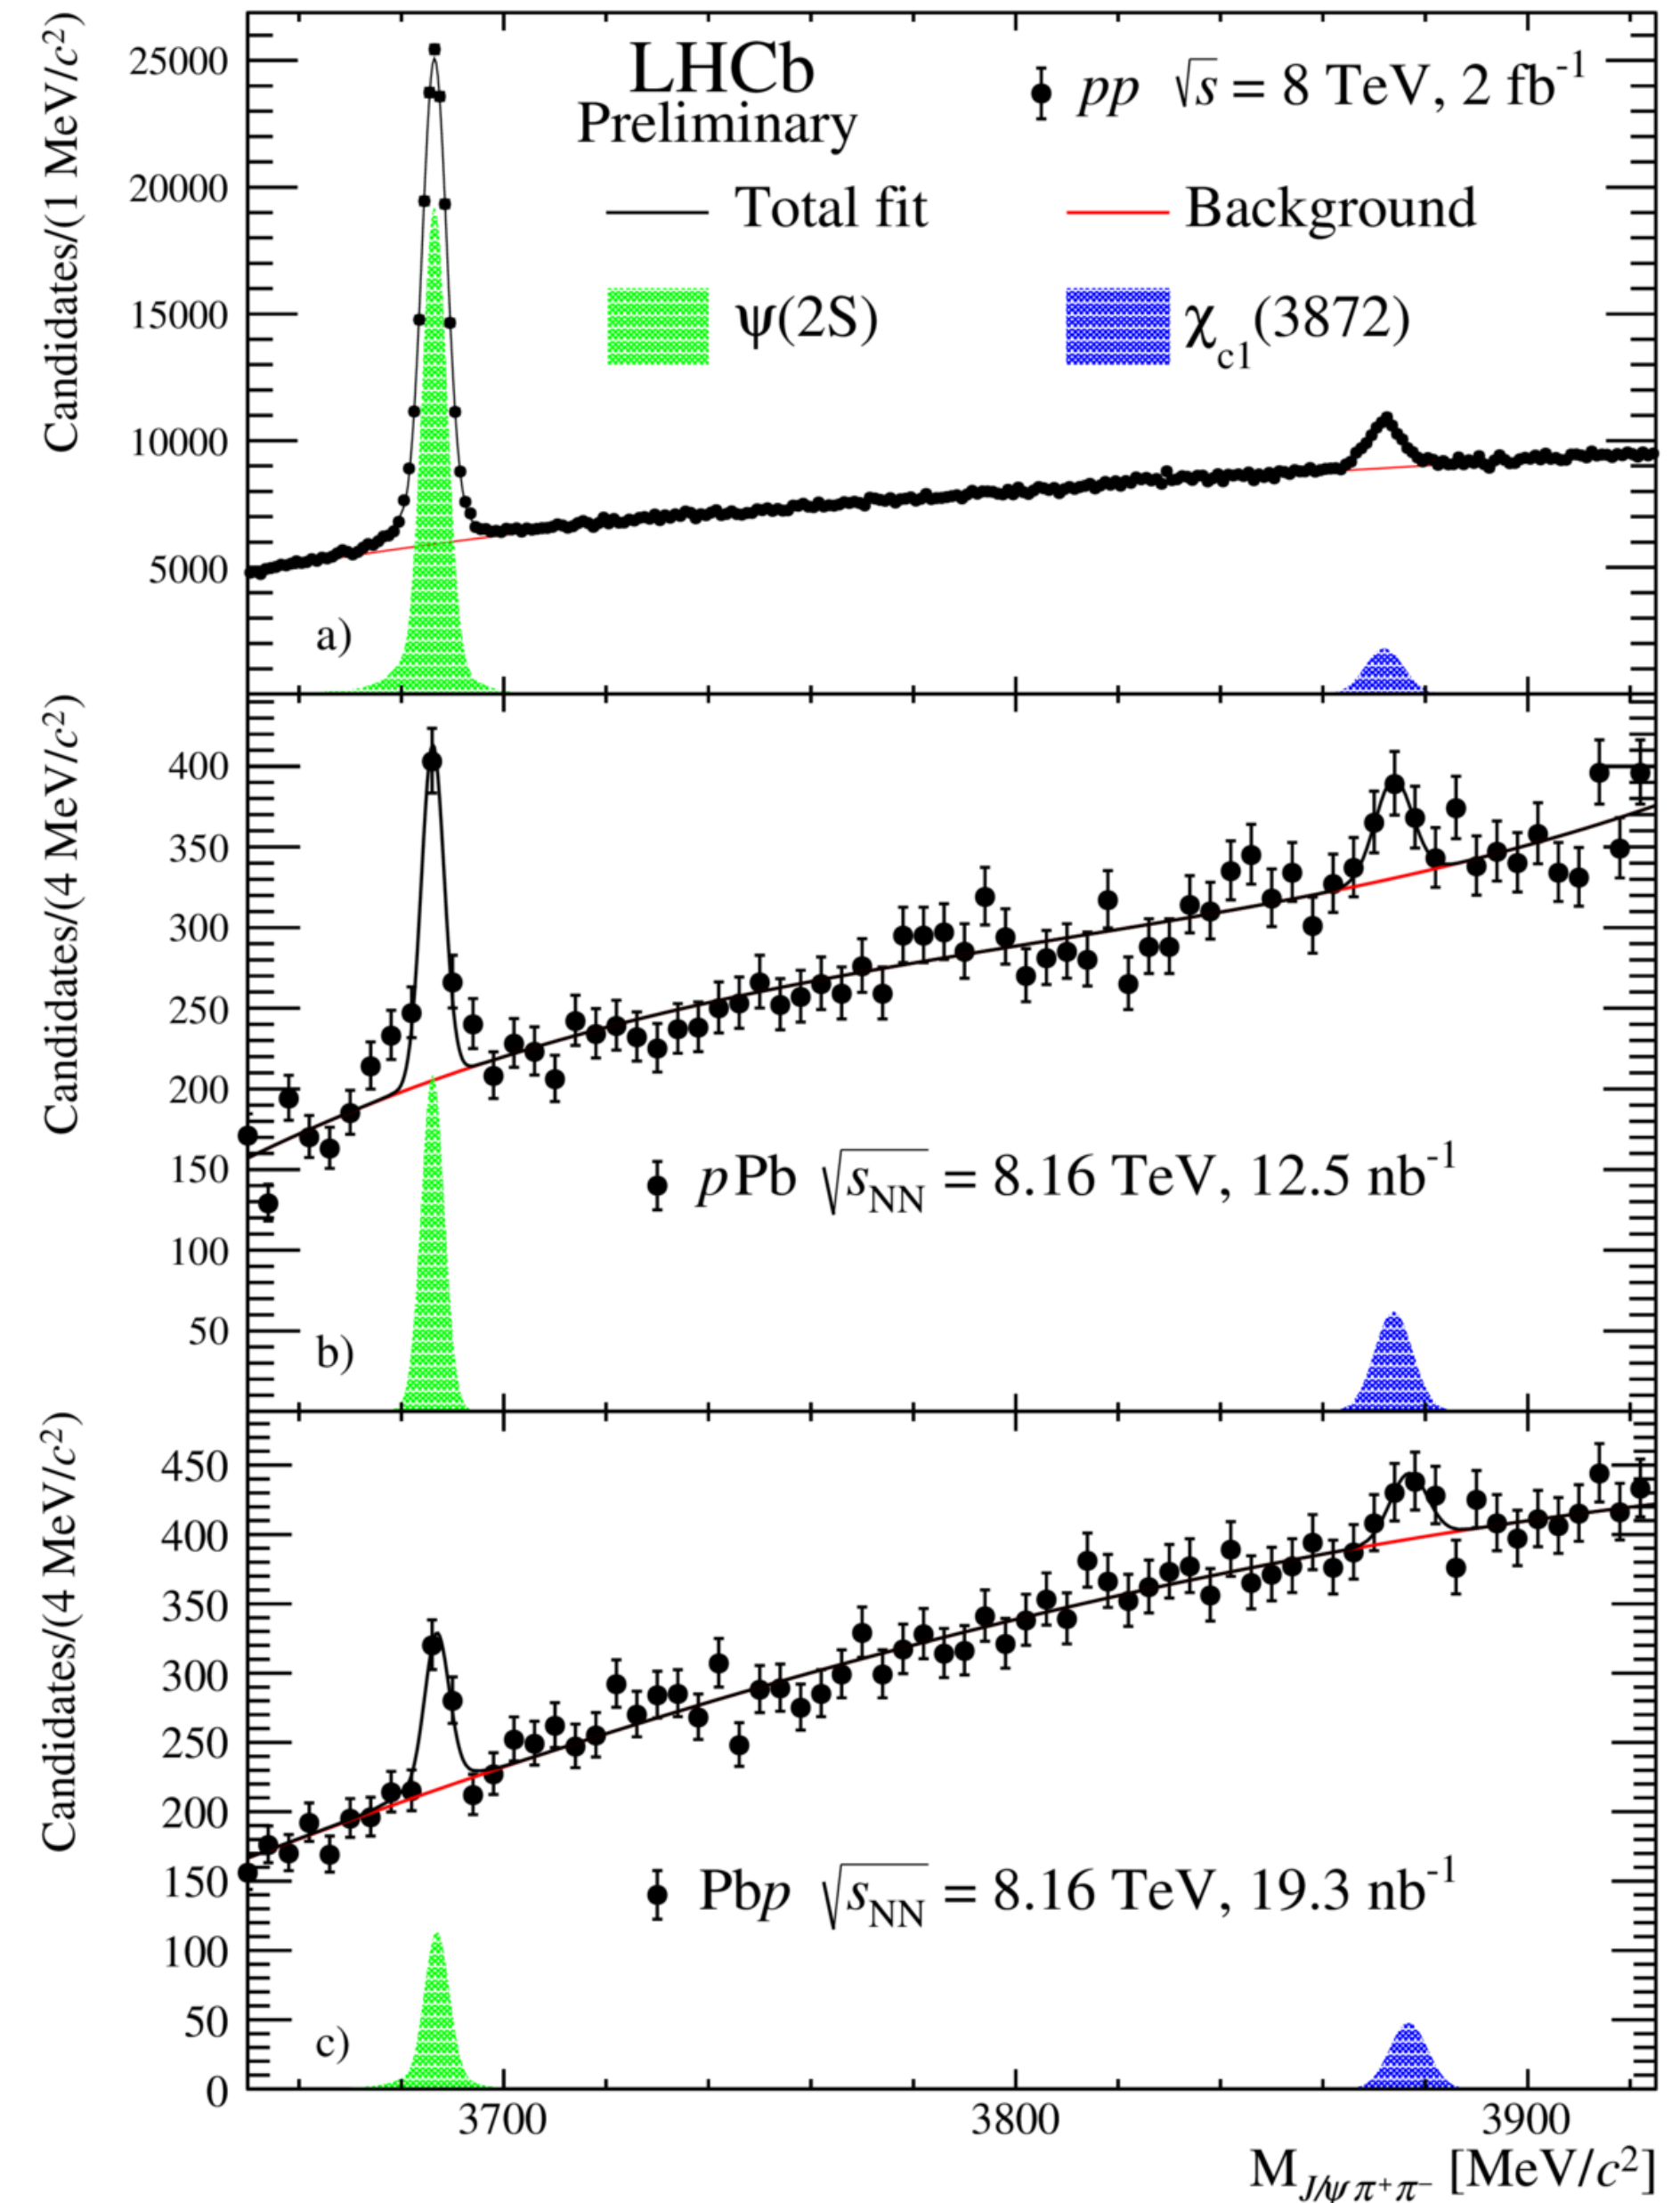 Candidates/(1 MeV/c²)
25000
20000
15000
10000
5000
LHCb
Preliminary
pp √s = 8 TeV, 2 fb⁻¹
Total fit
Background
ψ(2S)
χc1(3872)
a)
Candidates/(4 MeV/c²)
400
350
300
250
200
150
100
50
pPb √sNN = 8.16 TeV, 12.5 nb⁻¹
b)
Candidates/(4 MeV/c²)
450
400
350
300
250
200
150
100
50
0
Pbp √sNN = 8.16 TeV, 19.3 nb⁻¹
c)
3700 3800 3900
M J/ψ π⁺π⁻ [MeV/c²]